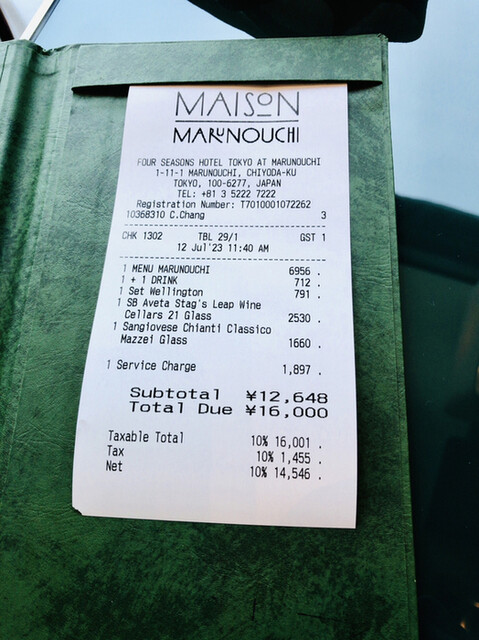 MAISON
MARUNOUCHI
FOUR SEASONS HOTEL TOKYO AT MARUNOUCHI
1-11-1 MARUNOUCHI, CHIYODA-KU
TOKYO, 100-6277, JAPAN
TEL: +81 3 5222 7222
Registration Number: T7010001072262
10368310 C.Chang 3
CHK 1302 TBL 29/1 GST 1
12 Jul'23 11:40 AM
1 MENU MARUNOUCHI 6956 .
1 + 1 DRINK 712 .
1 Set Wellington 791 .
1 SB Aveta Stag's Leap Wine
Cellars 21 Glass 2530 .
1 Sangiovese Chianti Classico
Mazzei Glass 1660 .
1 Service Charge 1,897 .
Subtotal ¥12,648
Total Due ¥16,000
Taxable Total 10% 16,001 .
Tax 10% 1,455 .
Net 10% 14,546 .